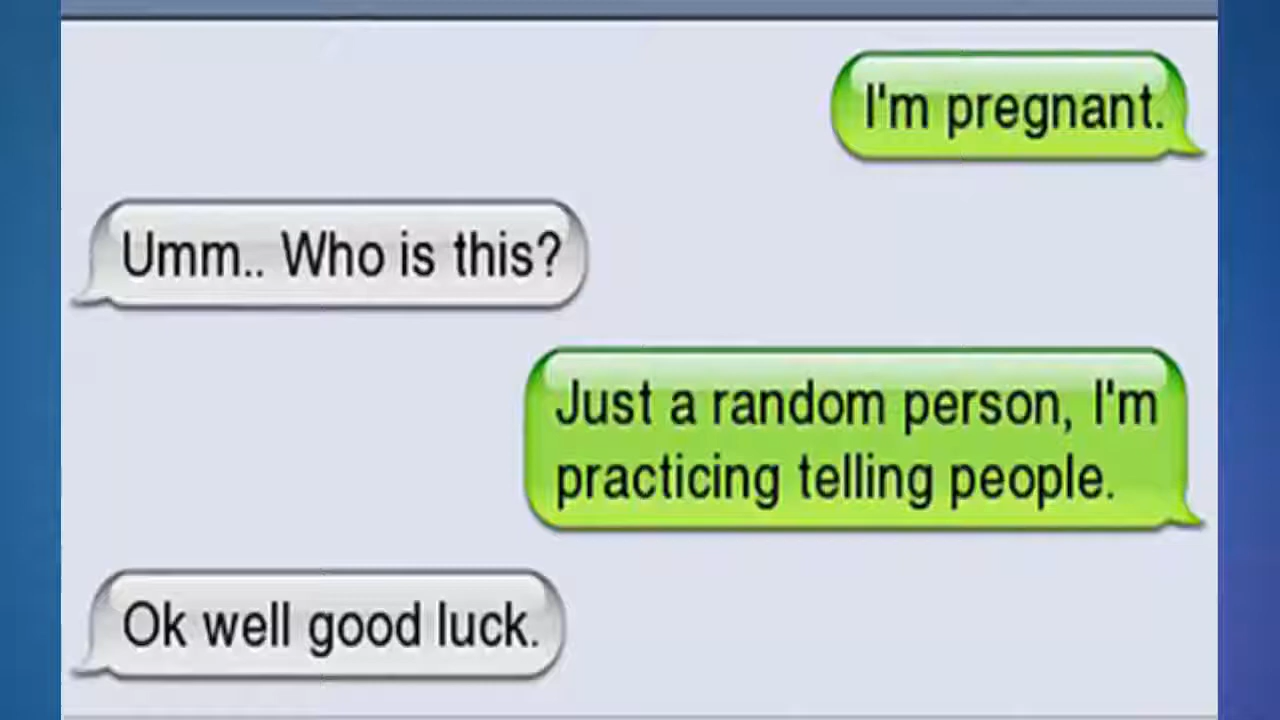 I'm pregnant.
Umm.. Who is this?
Just a random person, I'm
practicing telling people.
Ok well good luck.